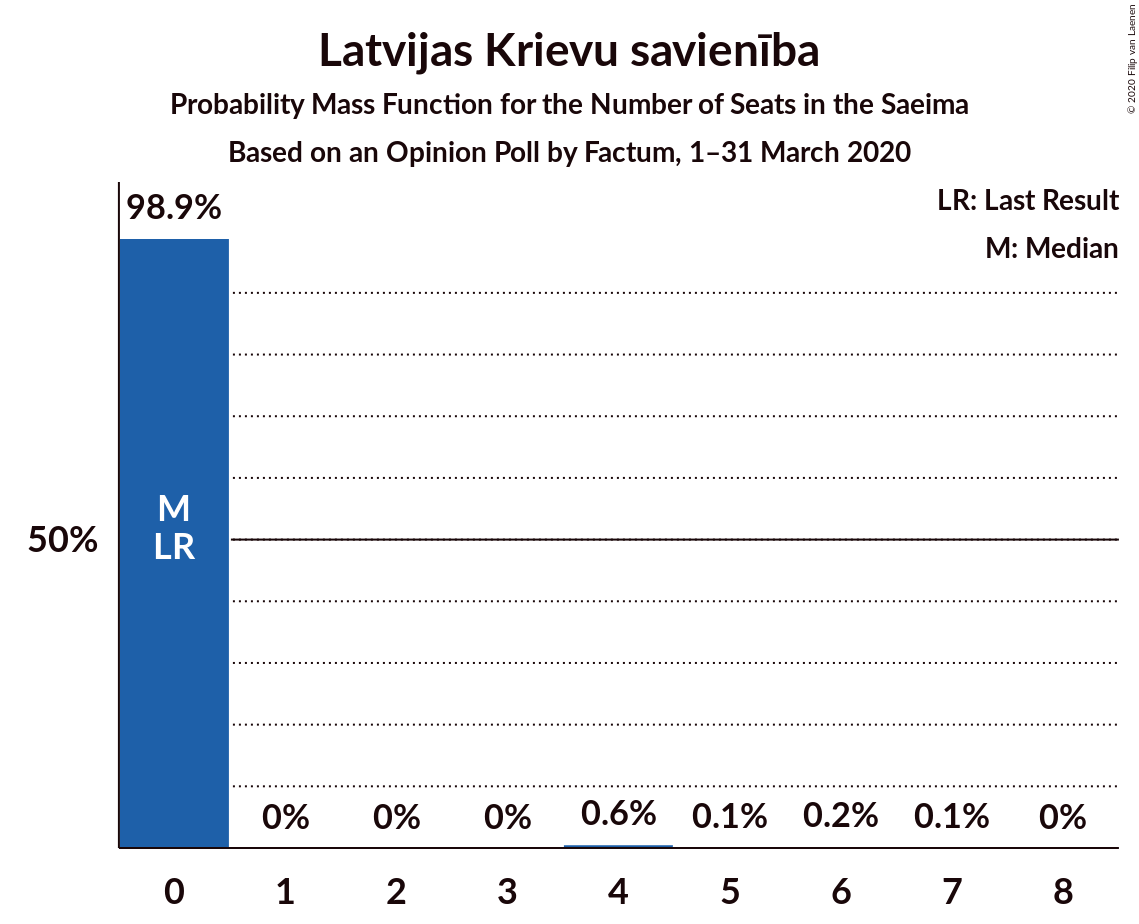 Latvijas Krievu savienība
Probability Mass Function for the Number of Seats in the Saeima
Based on an Opinion Poll by Factum, 1–31 March 2020
© 2020 Filip van Laenen
LR: Last Result
M: Median
98.9%
M
LR
50%
0% 0% 0% 0.6% 0.1% 0.2% 0.1% 0%
0 1 2 3 4 5 6 7 8